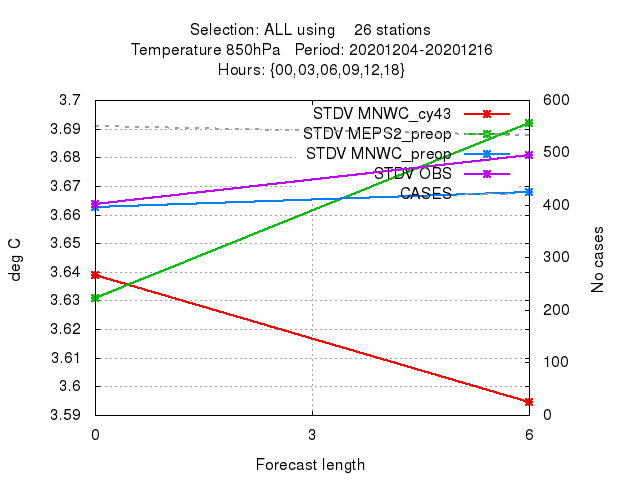 Selection: ALL using    26 stations
Temperature 850hPa   Period: 20201204-20201216
Hours: {00,03,06,09,12,18}
3.7
3.69
3.68
3.67
3.66
3.65
3.64
3.63
3.62
3.61
3.6
3.59
600
500
400
300
200
100
0
STDV MNWC_cy43
STDV MEPS2_preop
STDV MNWC_preop
STDV OBS
CASES
deg C
No cases
0
3
6
Forecast length